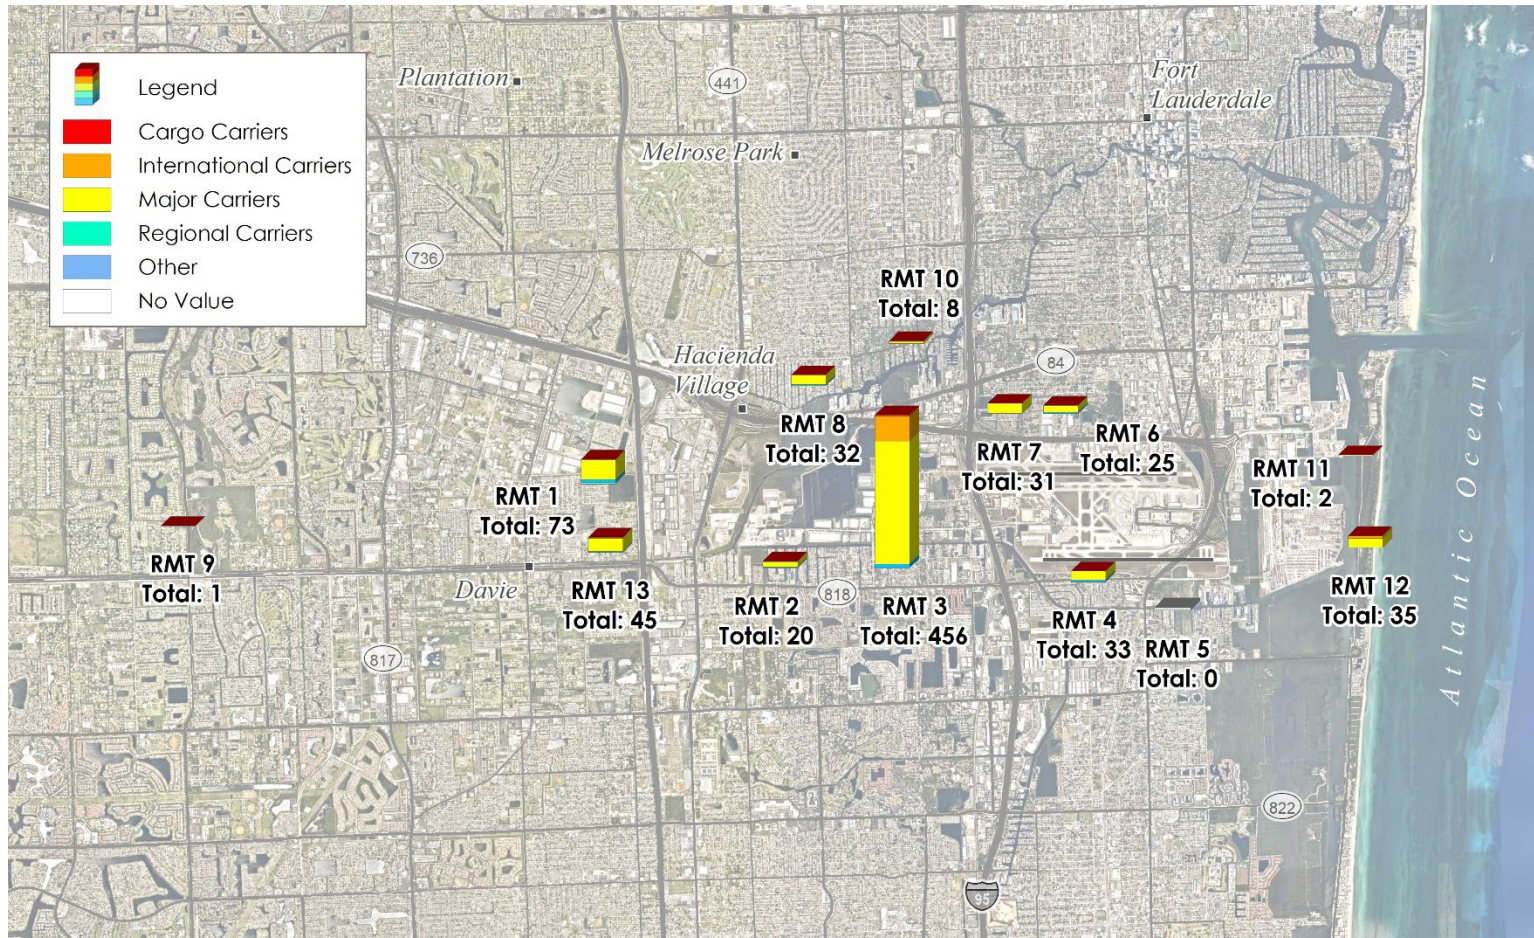 Legend
Cargo Carriers
International Carriers
Major Carriers
Regional Carriers
Other
No Value
Plantation
441
Fort
Lauderdale
Melrose Park
736
RMT 10
Total: 8
Hacienda
Village
84
RMT 8
Total: 32
RMT 7
Total: 31
RMT 6
Total: 25
RMT 11
Total: 2
RMT 1
Total: 73
RMT 9
Total: 1
Davie
RMT 13
Total: 45
RMT 2
Total: 20
818
RMT 3
Total: 456
RMT 4
Total: 33
RMT 5
Total: 0
RMT 12
Total: 35
Atlantic Ocean
817
822
95